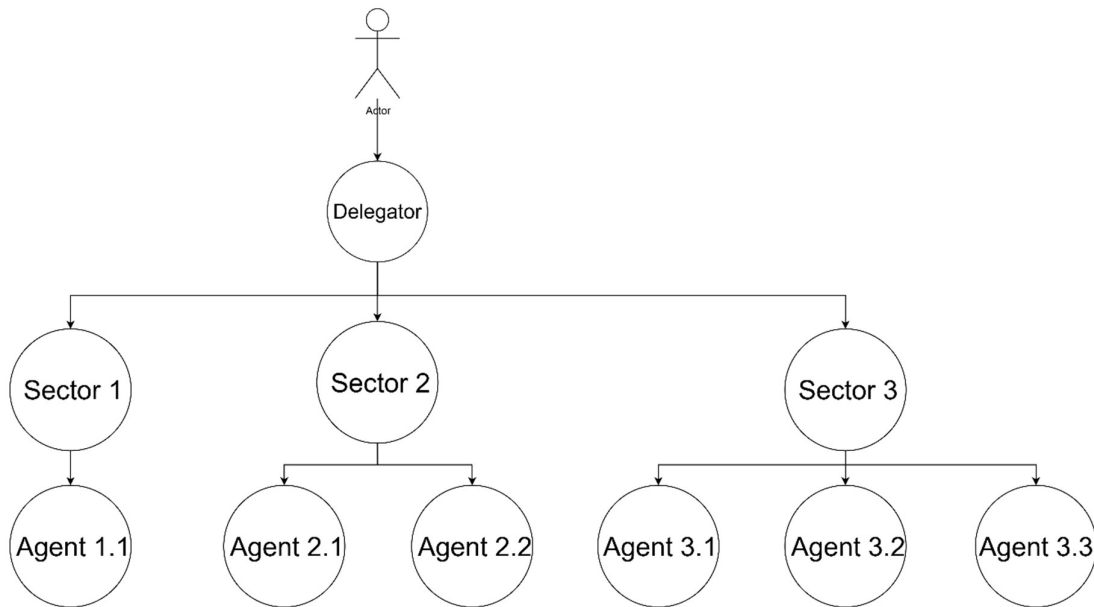 Actor
Delegator
Sector 1
Sector 2
Sector 3
Agent 1.1
Agent 2.1
Agent 2.2
Agent 3.1
Agent 3.2
Agent 3.3